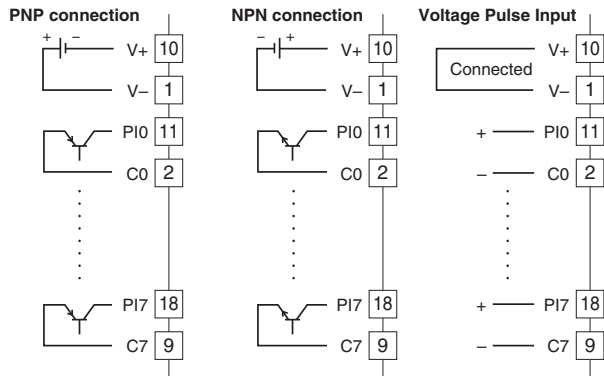 PNP connection
+ −
V+ 10
V− 1
PI0 11
C0 2
PI7 18
C7 9
NPN connection
− +
V+ 10
V− 1
PI0 11
C0 2
PI7 18
C7 9
Voltage Pulse Input
V+ 10
Connected
V− 1
+ PI0 11
− C0 2
+ PI7 18
− C7 9